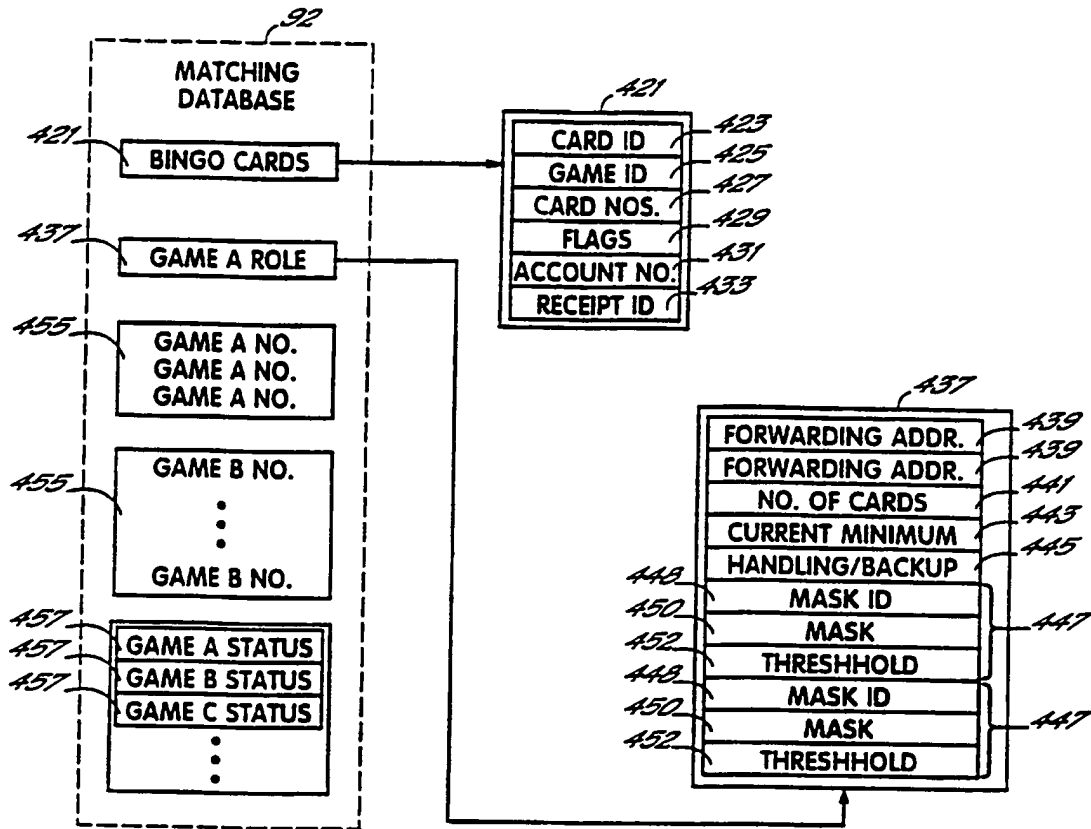 92
MATCHING
DATABASE
421
BINGO CARDS
437
GAME A ROLE
455
GAME A NO.
GAME A NO.
GAME A NO.
455
GAME B NO.
GAME B NO.
457
GAME A STATUS
457
GAME B STATUS
457
GAME C STATUS
421
CARD ID
423
GAME ID
425
CARD NOS.
427
FLAGS
429
ACCOUNT NO.
431
RECEIPT ID
433
437
FORWARDING ADDR.
439
FORWARDING ADDR.
439
NO. OF CARDS
441
CURRENT MINIMUM
443
HANDLING/BACKUP
445
448
MASK ID
450
MASK
447
452
THRESHHOLD
448
MASK ID
450
MASK
447
452
THRESHHOLD